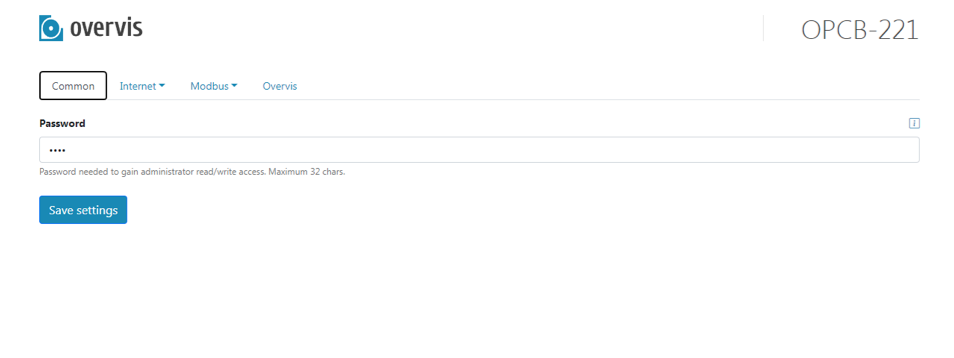 overvis
OPCB-221
Common Internet Modbus Overvis
Password
••••
Password needed to gain administrator read/write access. Maximum 32 chars.
Save settings